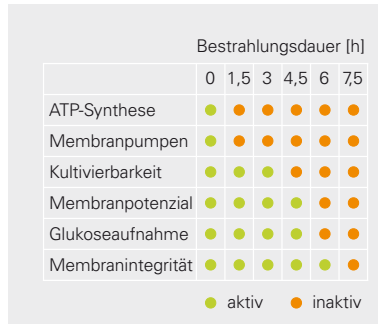 Bestrahlungsdauer [h]
0 1,5 3 4,5 6 7,5
ATP-Synthese
Membranpumpen
Kultivierbarkeit
Membranpotenzial
Glukoseaufnahme
Membranintegrität
aktiv inaktiv